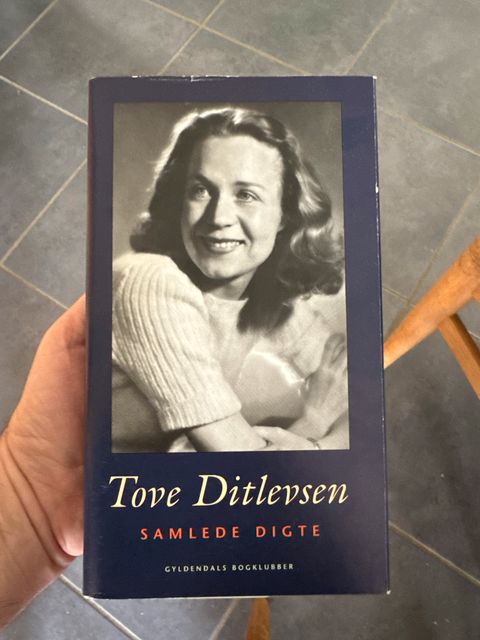 Tove Ditlevsen
SAMLEDE DIGTE
GYLDENDALS BOGKLUBBER